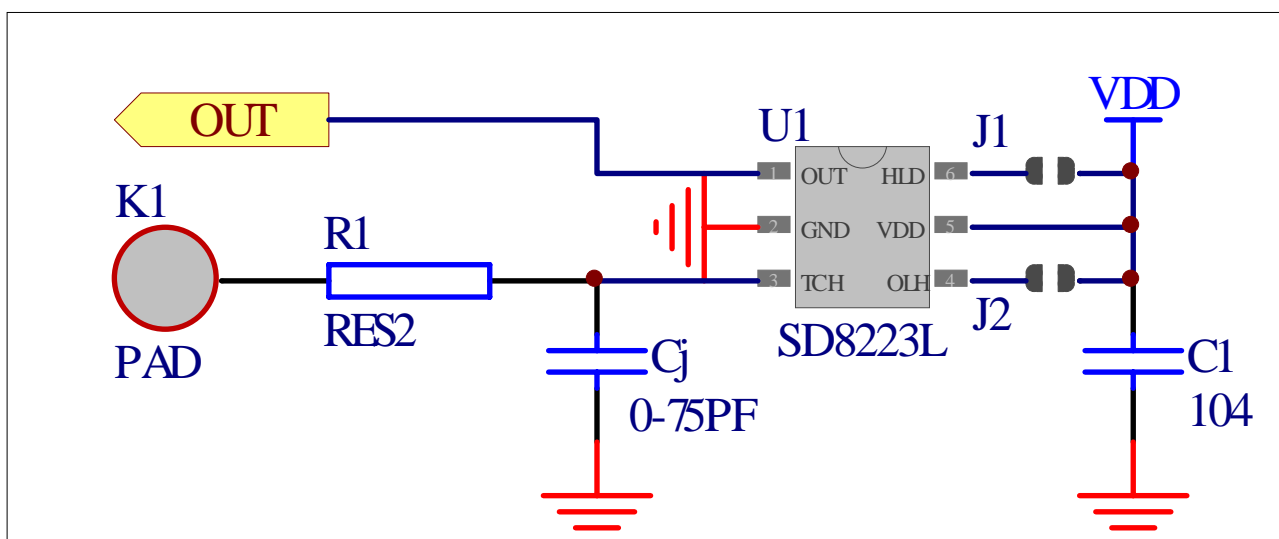 OUT
U1
J1
VDD
1 OUT HLD 6
K1
R1
2 GND VDD 5
3 TCH OLH 4
PAD
RES2
SD8223L
J2
Cj
0-75PF
C1
104